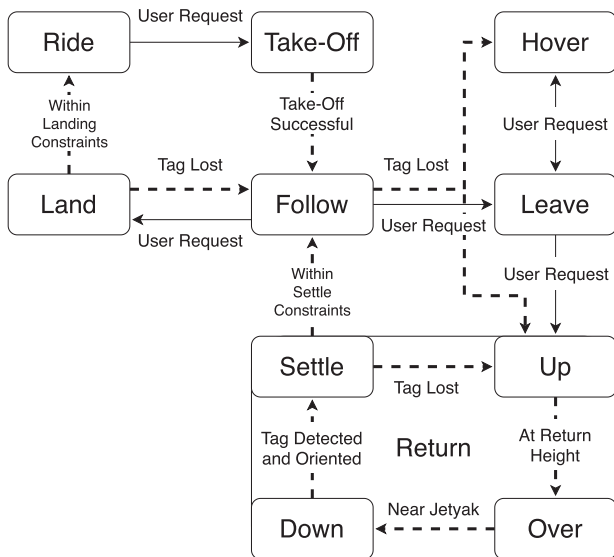 User Request
Ride
Take-Off
Hover
Within
Landing
Constraints
Take-Off
Successful
User Request
Tag Lost
Tag Lost
Land
Follow
Leave
User Request
User Request
User Request
Within
Settle
Constraints
Settle
Up
Tag Lost
Tag Detected
and Oriented
Return
At Return
Height
Near Jetyak
Down
Over